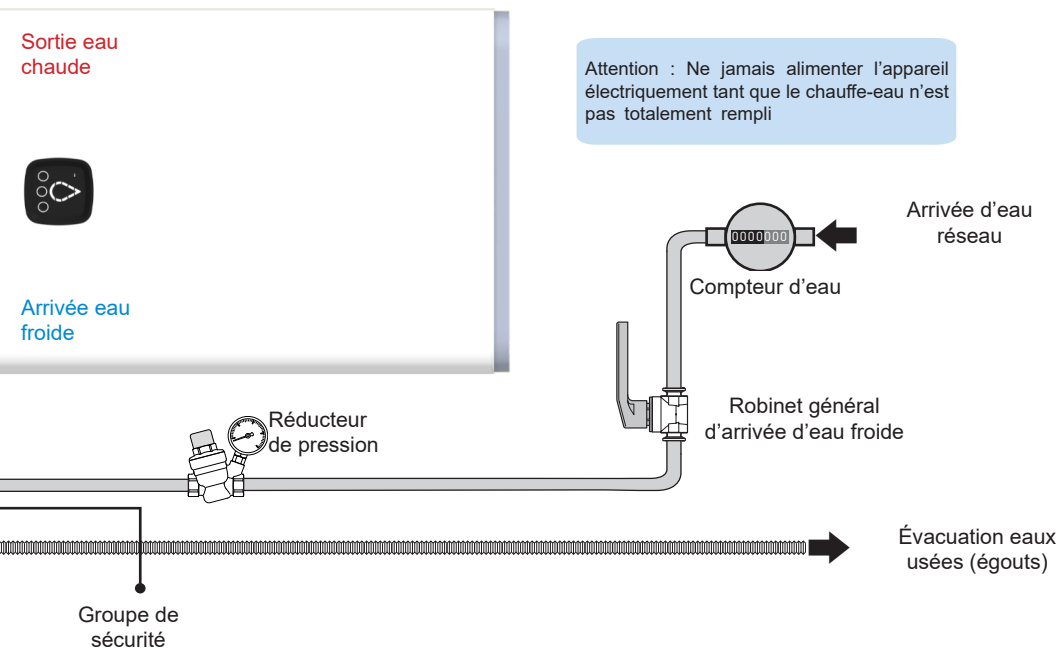 Sortie eau
chaude
Attention : Ne jamais alimenter l’appareil
électriquement tant que le chauffe-eau n’est
pas totalement rempli
Arrivée d’eau
réseau
0000000
Compteur d’eau
Arrivée eau
froide
Robinet général
d’arrivée d’eau froide
Réducteur
de pression
Évacuation eaux
usées (égouts)
Groupe de
sécurité